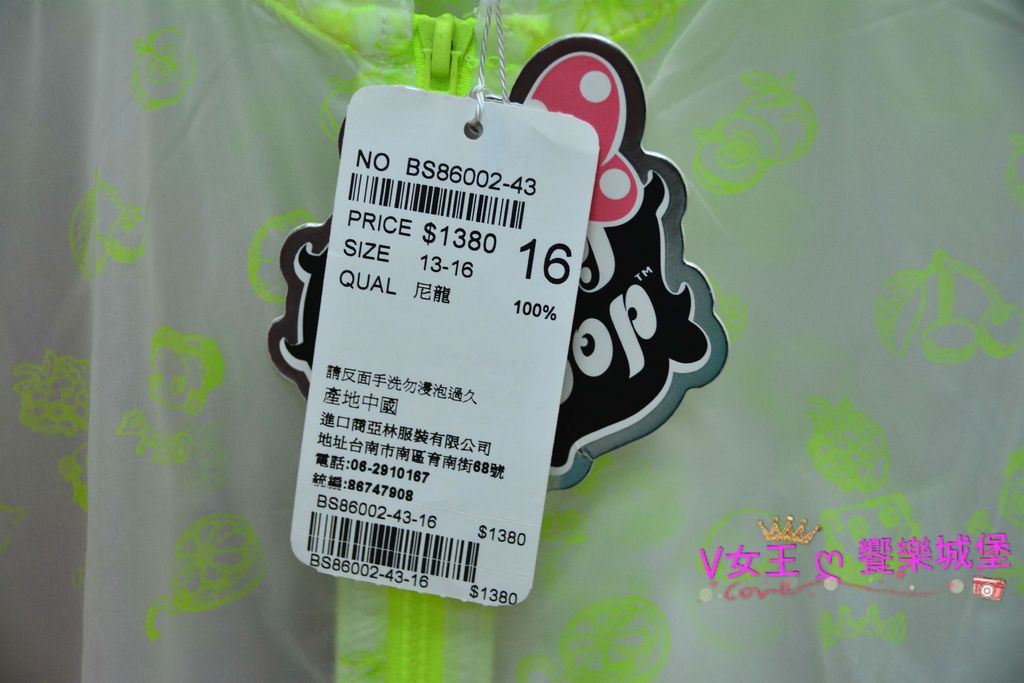 NO BS86002-43
PRICE $1380
SIZE 13-16 16
QUAL 尼龍 100%
請反面手洗勿浸泡過久
產地中國
進口商亞林服裝有限公司
地址台南市南區育南街68號
電話:06-2910167
統編:86747908
BS86002-43-16 $1380
BS86002-43-16 $1380
op
TM
V女王 ღ 饗樂城堡
Love